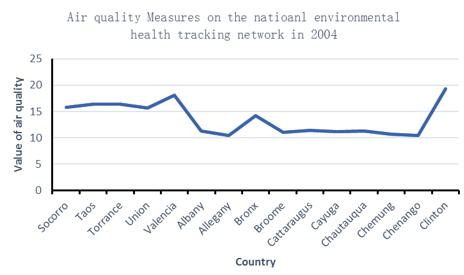 Air quality Measures on the natioanl environmental
health tracking network in 2004
25
20
15
10
5
0
Value of air quality
Socorro
Taos
Torrance
Union
Valencia
Albany
Allegany
Bronx
Broome
Cattaraugus
Cayuga
Chautauqua
Chemung
Chenango
Clinton
Country